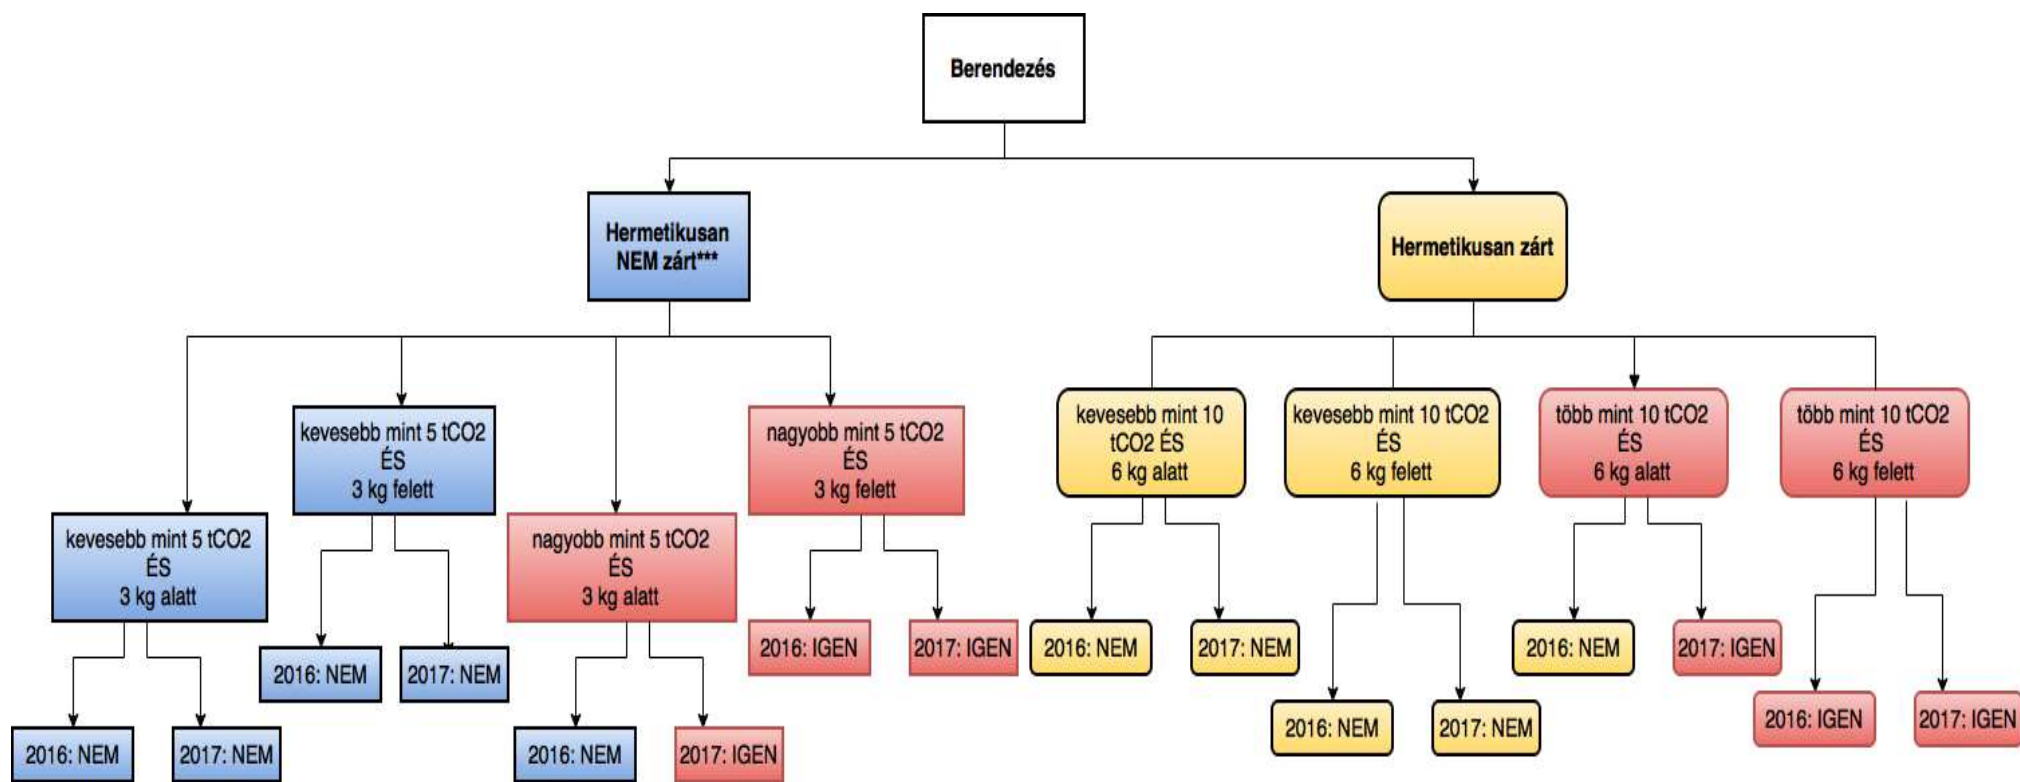 Berendezés
Hermetikusan
NEM zárt***
Hermetikusan zárt
kevesebb mint 5 tCO2
ÉS
3 kg alatt
2016: NEM
2017: NEM
kevesebb mint 5 tCO2
ÉS
3 kg felett
2016: NEM
2017: NEM
nagyobb mint 5 tCO2
ÉS
3 kg alatt
2016: NEM
2017: IGEN
nagyobb mint 5 tCO2
ÉS
3 kg felett
2016: IGEN
2017: IGEN
kevesebb mint 10
tCO2 ÉS
6 kg alatt
2016: NEM
2017: NEM
kevesebb mint 10 tCO2
ÉS
6 kg felett
2016: NEM
2017: NEM
több mint 10 tCO2
ÉS
6 kg alatt
2016: NEM
2017: IGEN
több mint 10 tCO2
ÉS
6 kg felett
2016: IGEN
2017: IGEN